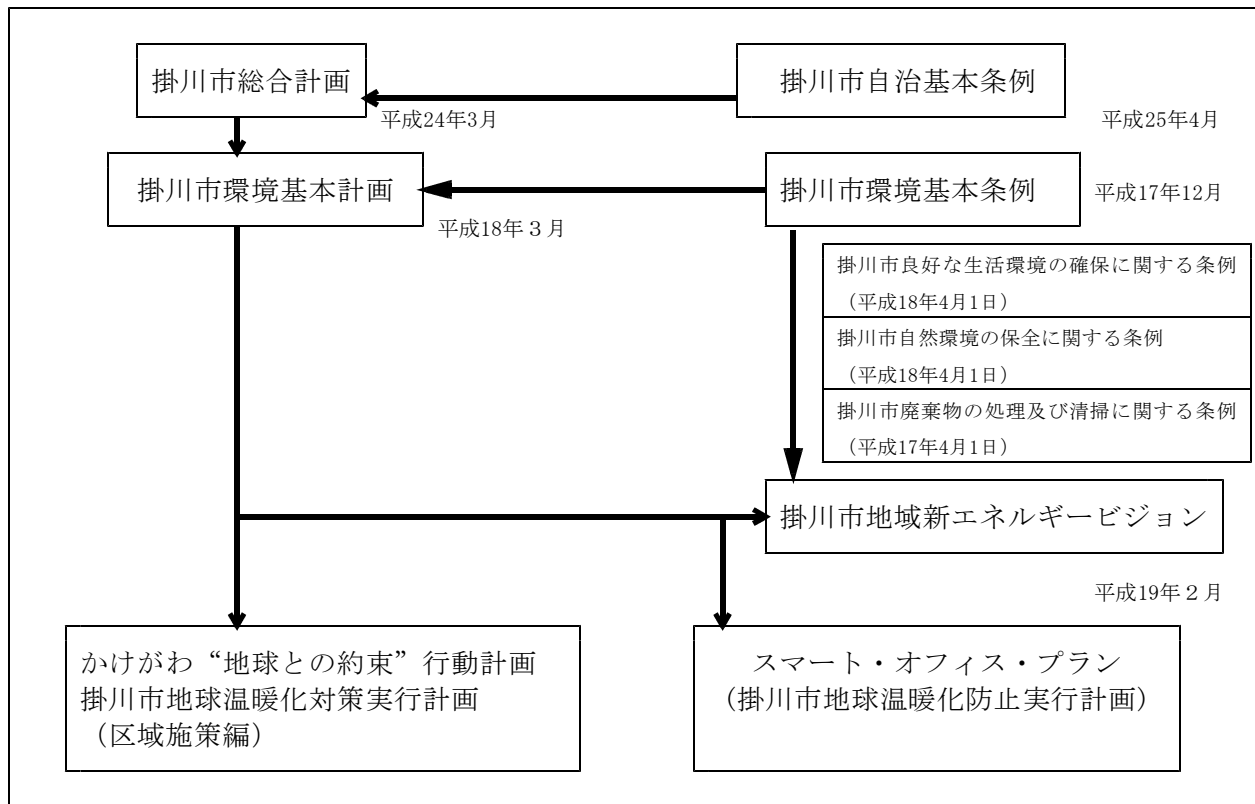 掛川市総合計画
掛川市自治基本条例
平成24年3月
平成25年4月
掛川市環境基本計画
掛川市環境基本条例
平成17年12月
平成18年３月
掛川市良好な生活環境の確保に関する条例
（平成18年4月1日）
掛川市自然環境の保全に関する条例
（平成18年4月1日）
掛川市廃棄物の処理及び清掃に関する条例
（平成17年4月1日）
掛川市地域新エネルギービジョン
平成19年２月
かけがわ“地球との約束”行動計画
掛川市地球温暖化対策実行計画
（区域施策編）
スマート・オフィス・プラン
（掛川市地球温暖化防止実行計画）